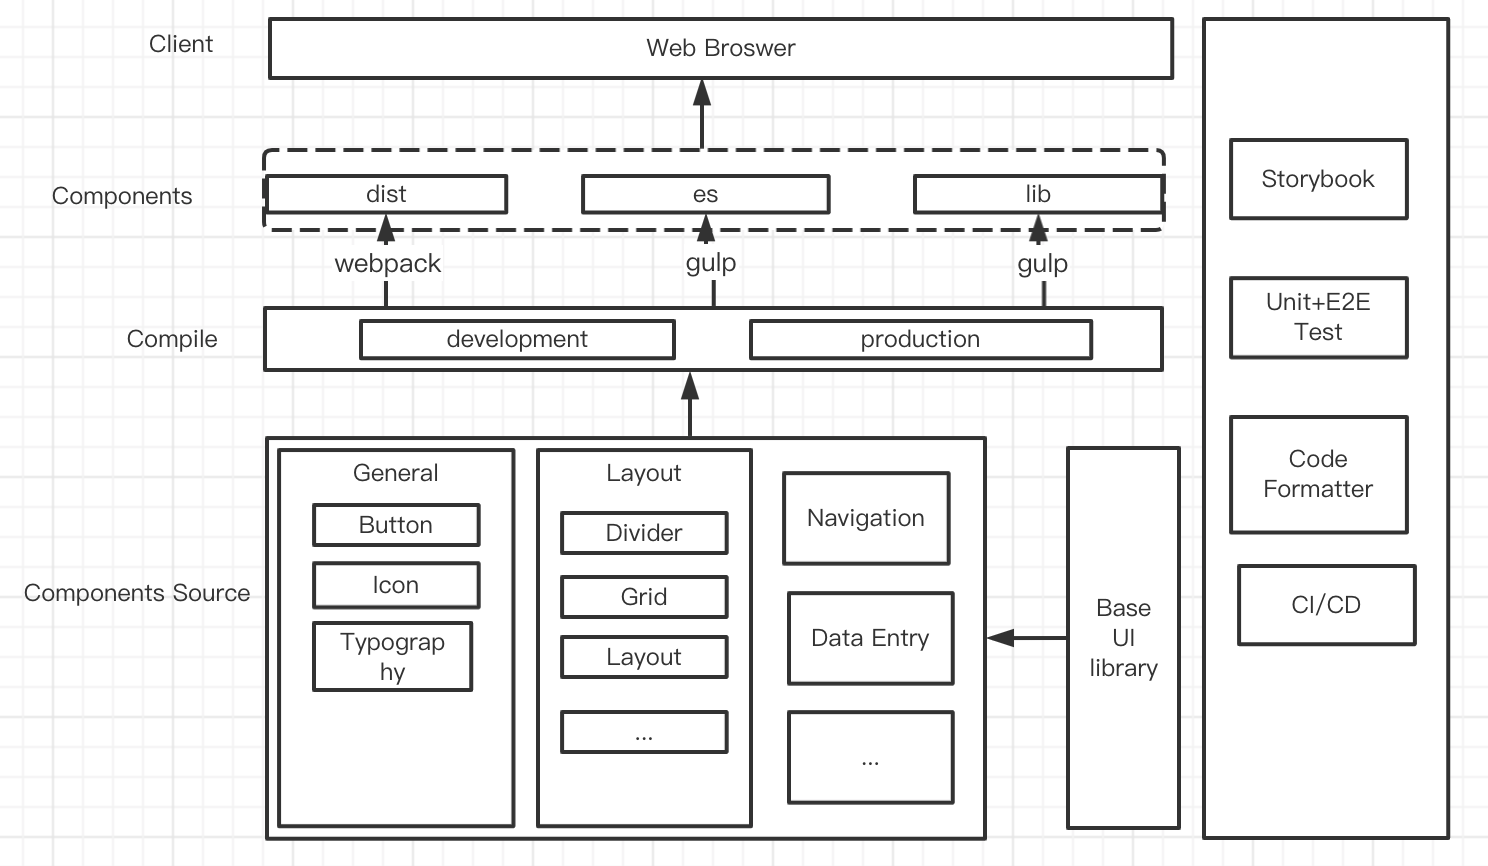 Client
Web Broswer
Components
dist
es
lib
webpack
gulp
gulp
Compile
development
production
Components Source
General
Button
Icon
Typograp
hy
Layout
Divider
Grid
Layout
...
Navigation
Data Entry
...
Base
UI
library
Storybook
Unit+E2E
Test
Code
Formatter
CI/CD